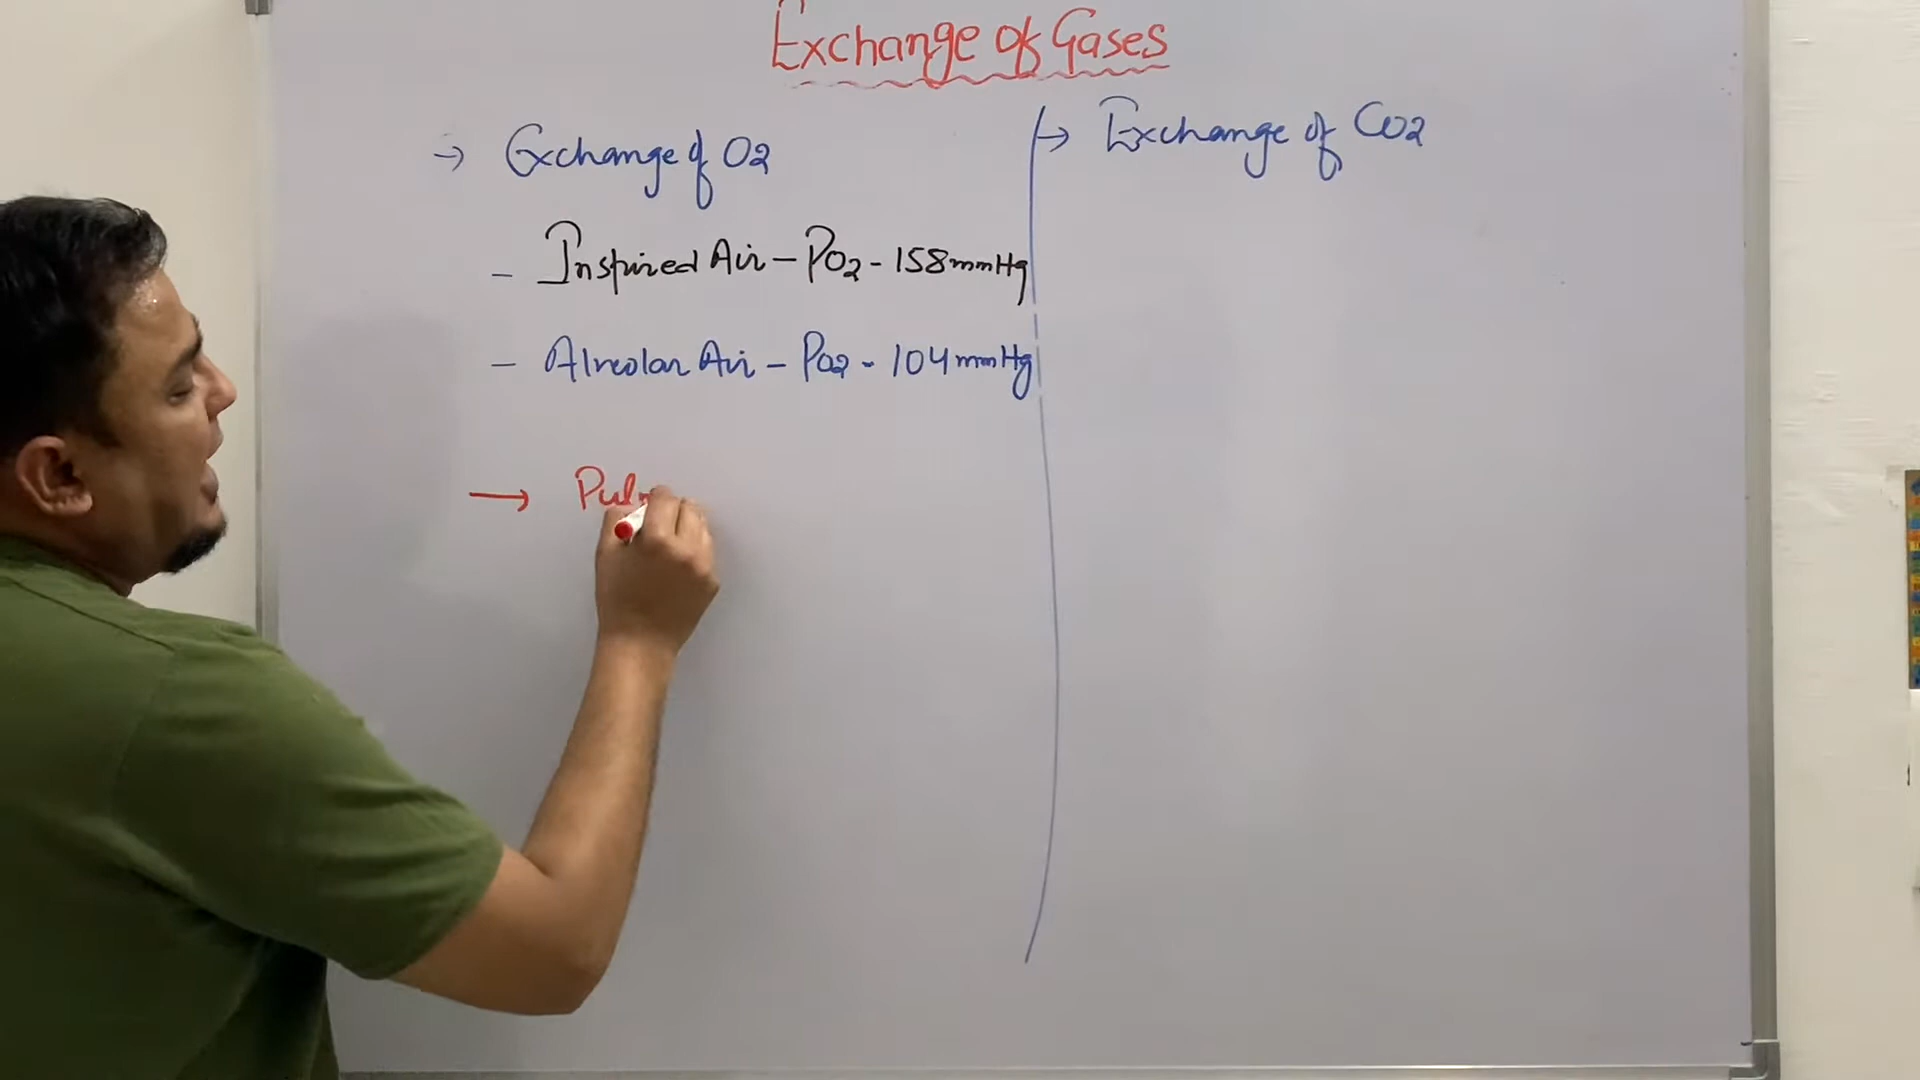 Exchange of Gases
→ Exchange of O2
- Inspired Air - PO2 - 158mmHg
- Alveolar Air - PO2 - 104mmHg
→ Pul
→ Exchange of CO2